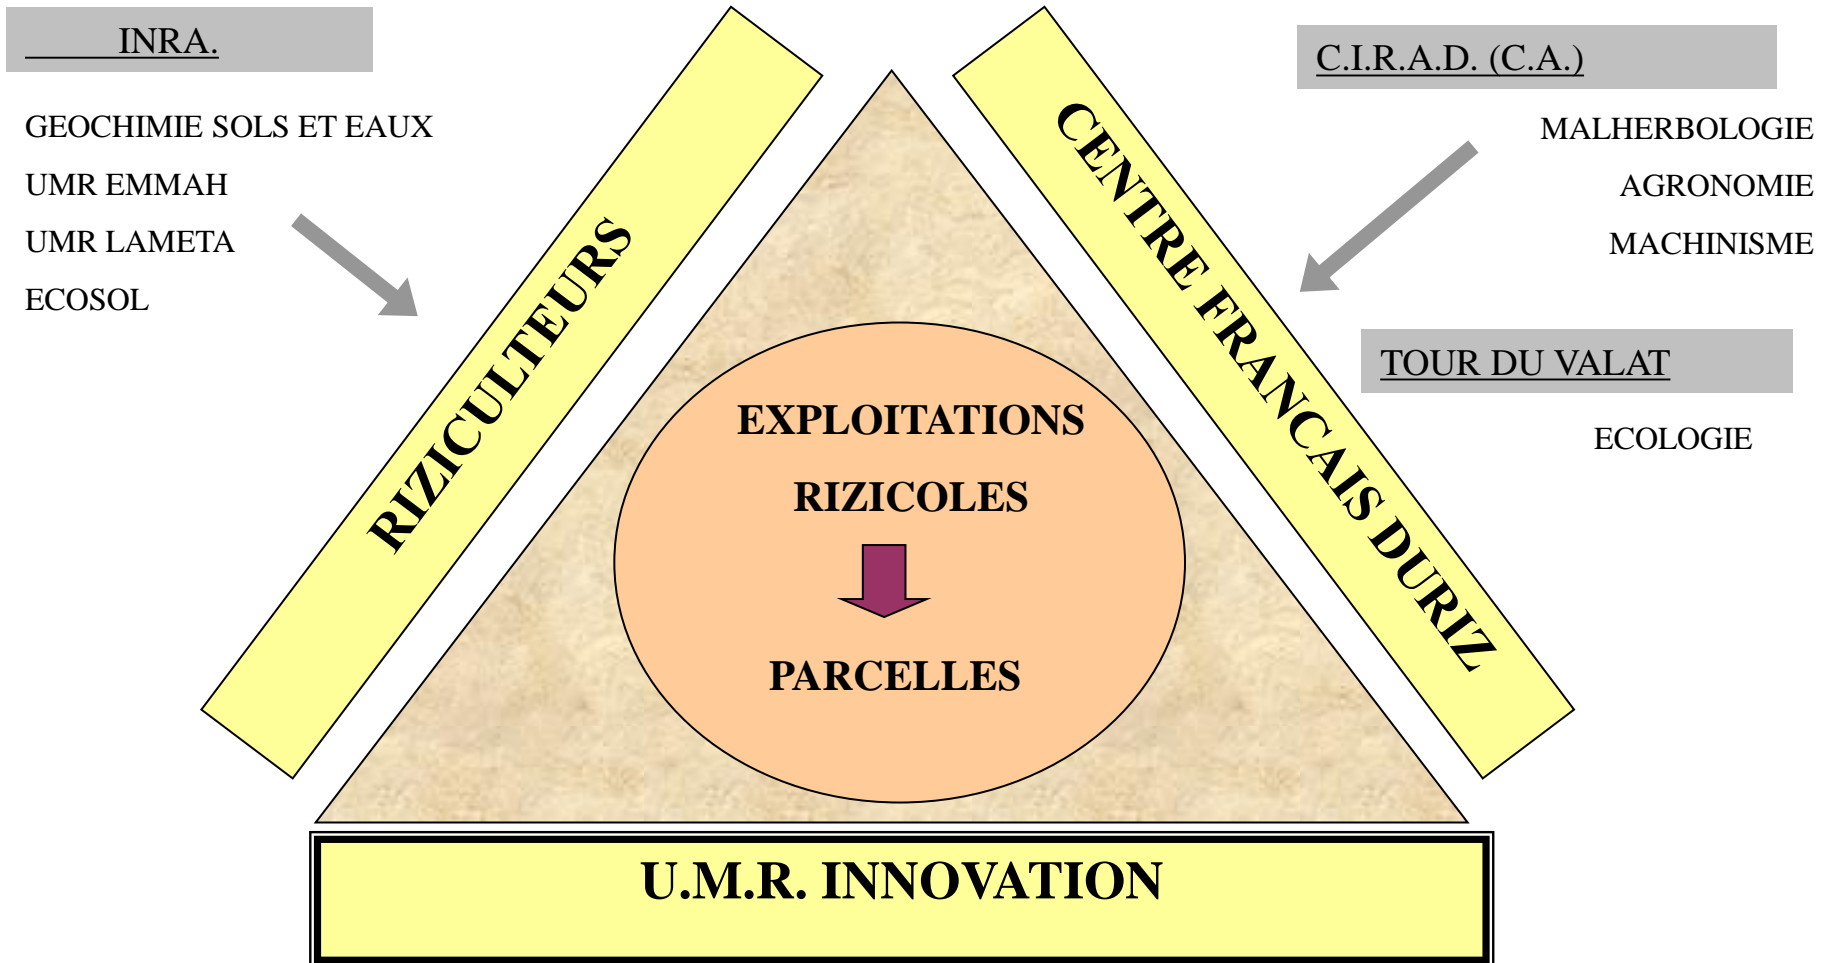 INRA.
GEOCHIMIE SOLS ET EAUX
UMR EMMAH
UMR LAMETA
ECOSOL
RIZICULTEURS
CENTRE FRANCAIS DURIZ
C.I.R.A.D. (C.A.)
MALHERBOLOGIE
AGRONOMIE
MACHINISME
TOUR DU VALAT
ECOLOGIE
EXPLOITATIONS
RIZICOLES
PARCELLES
U.M.R. INNOVATION